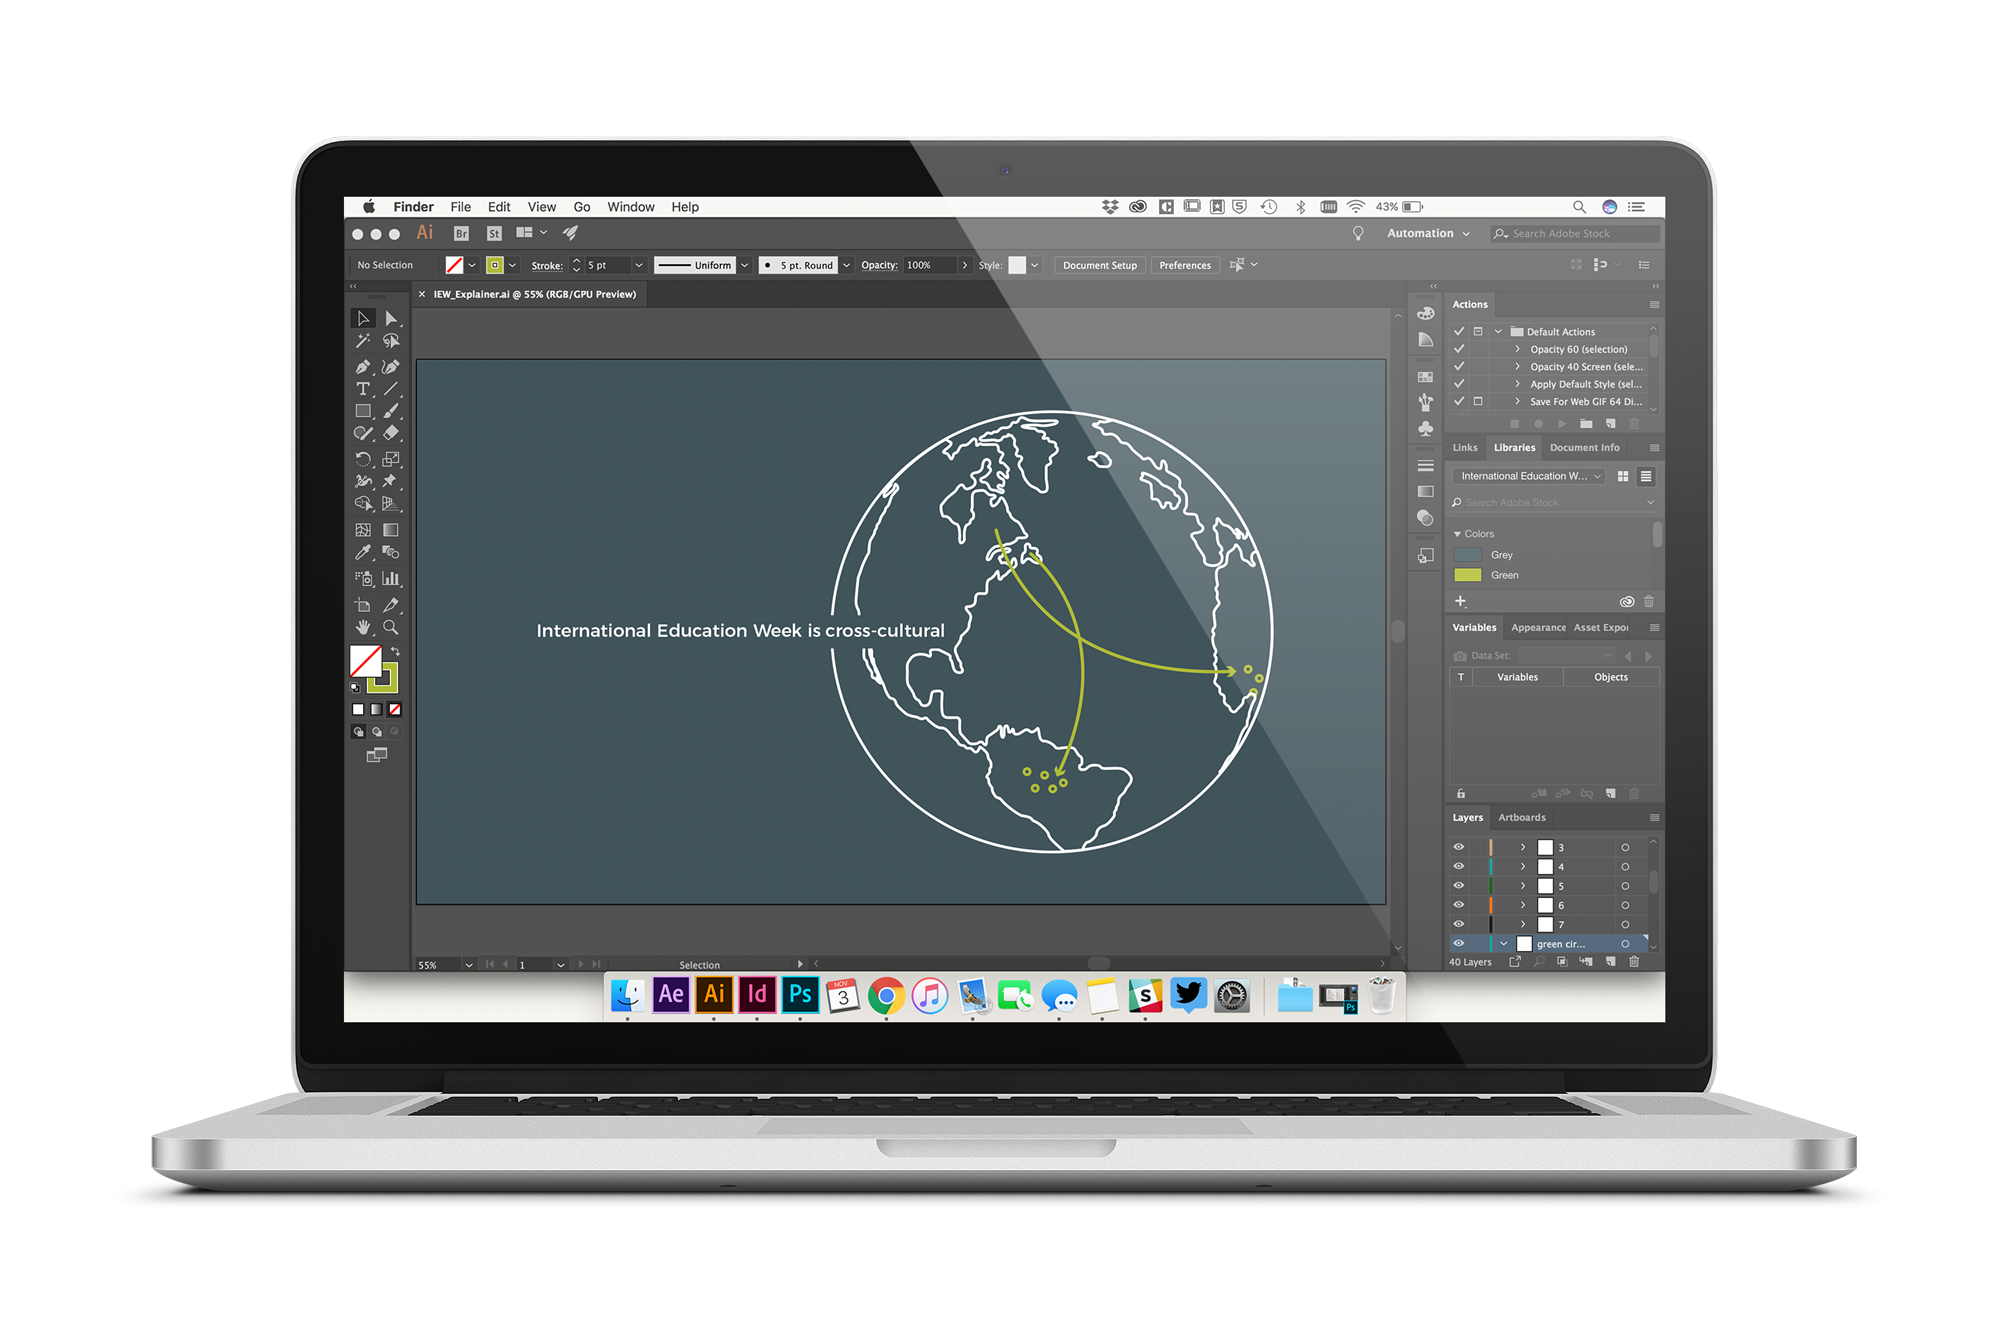 Finder File Edit View Go Window Help 43%
Ai Br St Automation Search Adobe Stock
No Selection Stroke: 5 pt Uniform 5 pt. Round Opacity: 100% Style: Document Setup Preferences
× IEW_Explainer.ai @ 55% (RGB/GPU Preview)
Actions
Default Actions
Opacity 60 (selection)
Opacity 40 Screen (sele...
Apply Default Style (sel...
Save For Web GIF 64 Di...
Links Libraries Document Info
International Education W...
Search Adobe Stock
Colors
Grey
Green
International Education Week is cross-cultural
Variables Appearance Asset Expor
Data Set:
T Variables Objects
Layers Artboards
3
4
5
6
7
green cir...
40 Layers
55% 1 Selection
Ae Ai Id Ps NOV 3 S Ps